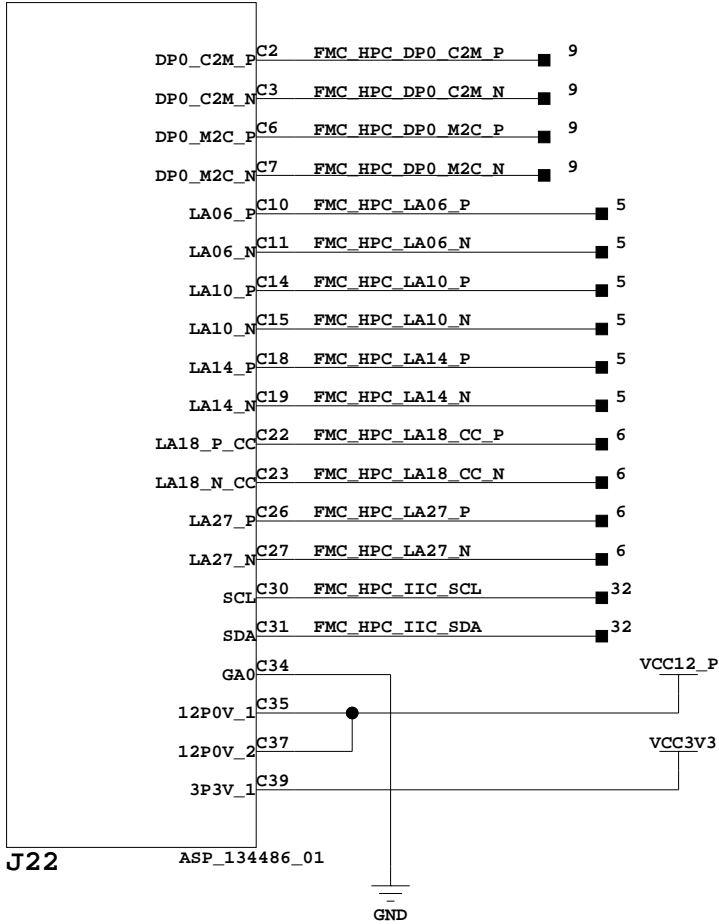 DP0_C2M_P C2 FMC_HPC_DP0_C2M_P 9
DP0_C2M_N C3 FMC_HPC_DP0_C2M_N 9
DP0_M2C_P C6 FMC_HPC_DP0_M2C_P 9
DP0_M2C_N C7 FMC_HPC_DP0_M2C_N 9
LA06_P C10 FMC_HPC_LA06_P 5
LA06_N C11 FMC_HPC_LA06_N 5
LA10_P C14 FMC_HPC_LA10_P 5
LA10_N C15 FMC_HPC_LA10_N 5
LA14_P C18 FMC_HPC_LA14_P 5
LA14_N C19 FMC_HPC_LA14_N 5
LA18_P_CC C22 FMC_HPC_LA18_CC_P 6
LA18_N_CC C23 FMC_HPC_LA18_CC_N 6
LA27_P C26 FMC_HPC_LA27_P 6
LA27_N C27 FMC_HPC_LA27_N 6
SCL C30 FMC_HPC_IIC_SCL 32
SDA C31 FMC_HPC_IIC_SDA 32
GA0 C34 VCC12_P
12P0V_1 C35
12P0V_2 C37 VCC3V3
3P3V_1 C39
J22 ASP_134486_01
GND